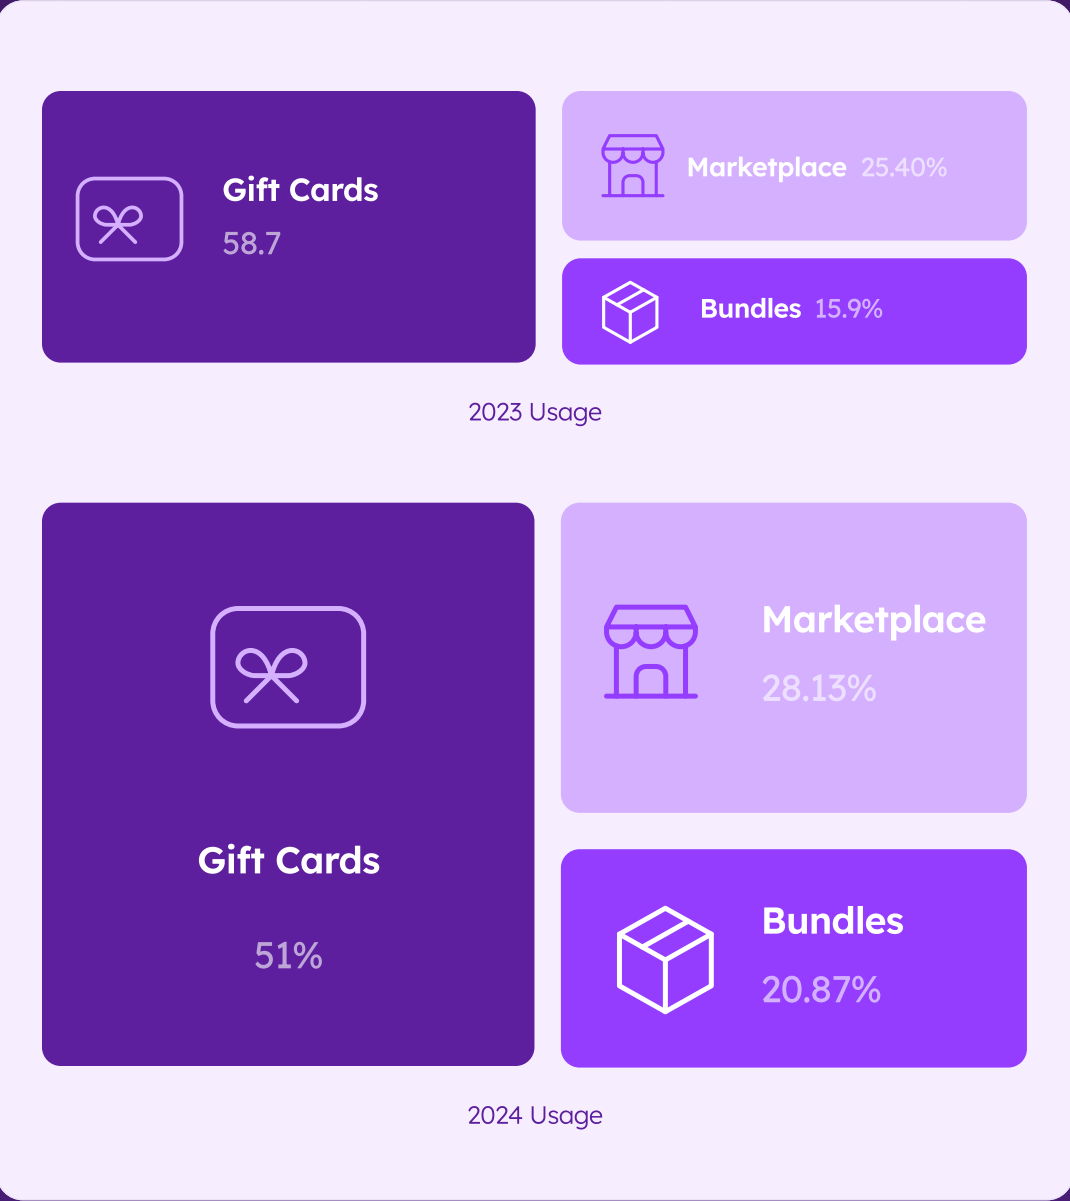 Gift Cards
58.7
Marketplace 25.40%
Bundles 15.9%
2023 Usage
Gift Cards
51%
Marketplace
28.13%
Bundles
20.87%
2024 Usage